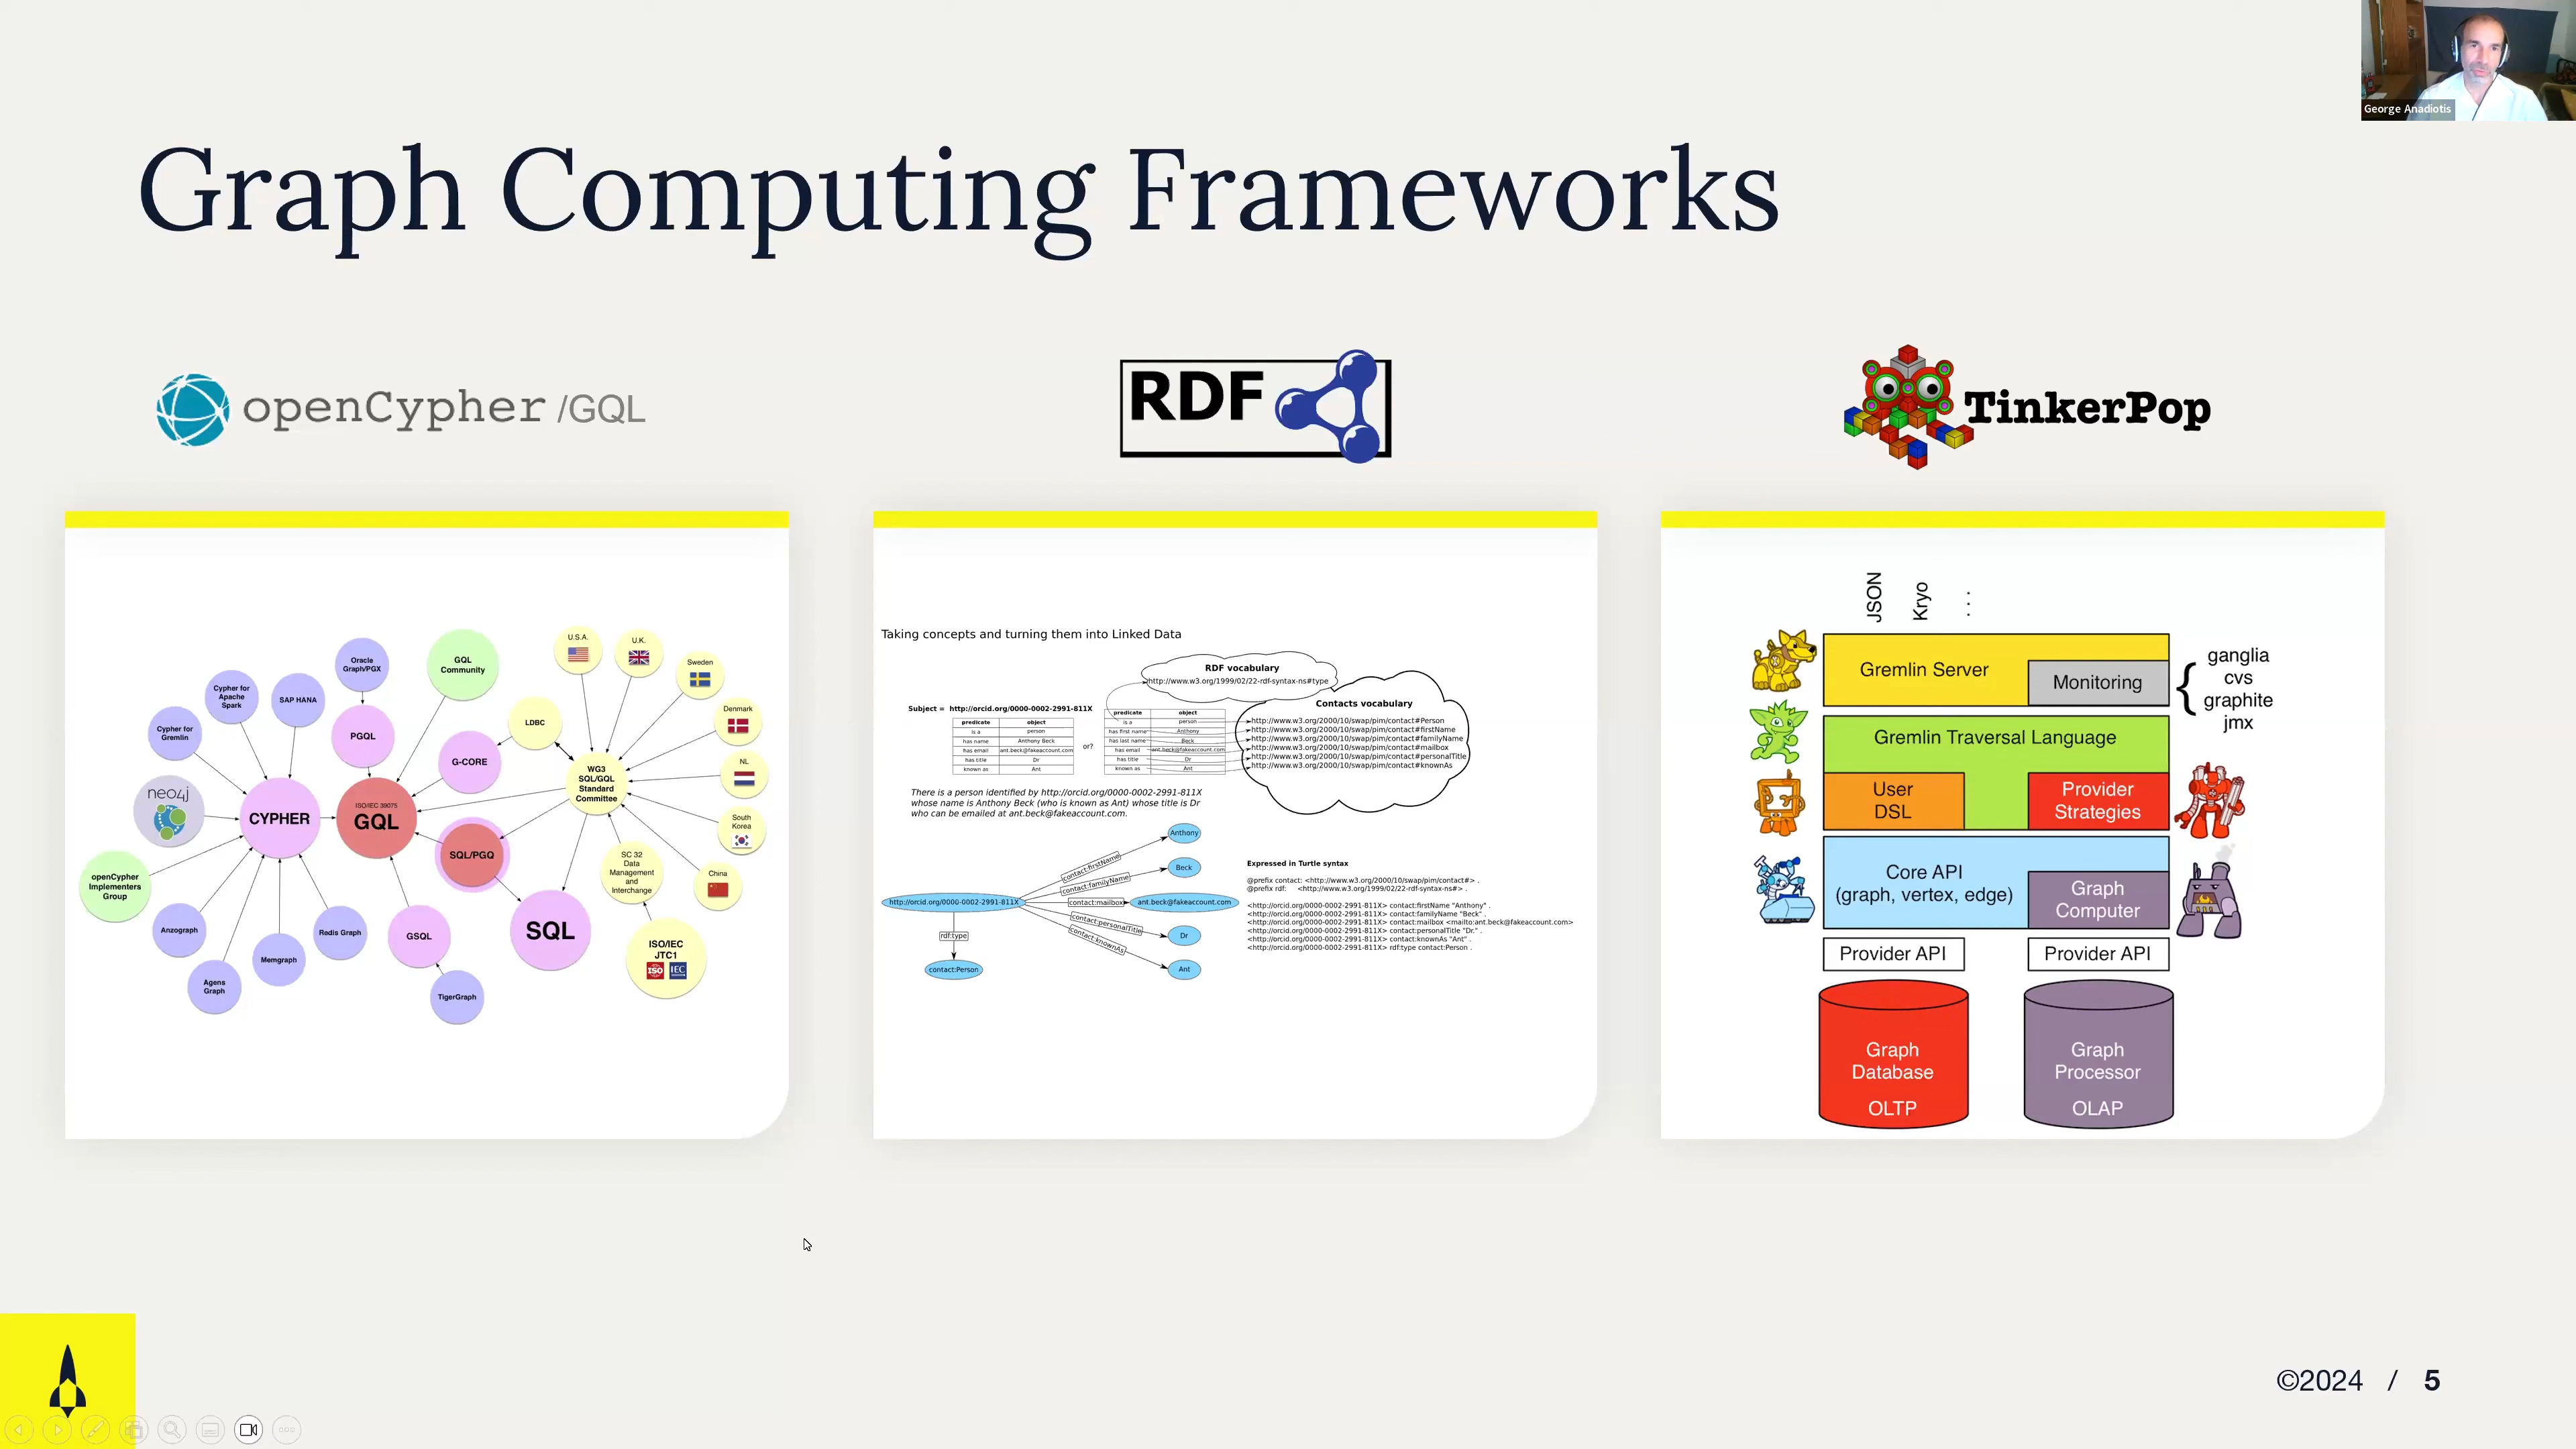 George Anadiotis
Graph Computing Frameworks
openCypher /GQL
RDF
TinkerPop
Oracle
Graph/PGX
GQL
Community
U.S.A.
U.K.
Sweden
Cypher for
Apache
Spark
SAP HANA
Denmark
LDBC
Cypher for
Gremlin
PGQL
G-CORE
NL
WG3
SQL/GQL
Standard
Committee
neo4j
CYPHER
ISO/IEC 39075
GQL
South
Korea
SQL/PGQ
SC 32
Data
Management
and
Interchange
China
openCypher
Implementers
Group
Anzograph
Redis Graph
GSQL
SQL
ISO/IEC
JTC1
ISO
IEC
Memgraph
Agens
Graph
TigerGraph
Taking concepts and turning them into Linked Data
RDF vocabulary
http://www.w3.org/1999/02/22-rdf-syntax-ns#type
Contacts vocabulary
http://www.w3.org/2000/10/swap/pim/contact#Person
http://www.w3.org/2000/10/swap/pim/contact#firstName
http://www.w3.org/2000/10/swap/pim/contact#familyName
http://www.w3.org/2000/10/swap/pim/contact#mailbox
http://www.w3.org/2000/10/swap/pim/contact#personalTitle
http://www.w3.org/2000/10/swap/pim/contact#knownAs
Subject = http://orcid.org/0000-0002-2991-811X
predicate object
is a person
has name Anthony Beck
has email ant.beck@fakeaccount.com
has title Dr
known as Ant
or?
predicate object
is a person
has first name Anthony
has last name Beck
has email ant.beck@fakeaccount.com
has title Dr
known as Ant
There is a person identified by http://orcid.org/0000-0002-2991-811X
whose name is Anthony Beck (who is known as Ant) whose title is Dr
who can be emailed at ant.beck@fakeaccount.com.
Anthony
contact:firstName
Beck
contact:familyName
http://orcid.org/0000-0002-2991-811X
contact:mailbox
ant.beck@fakeaccount.com
contact:personalTitle
Dr
contact:knownAs
Ant
rdf:type
contact:Person
Expressed in Turtle syntax
@prefix contact: <http://www.w3.org/2000/10/swap/pim/contact#> .
@prefix rdf: <http://www.w3.org/1999/02/22-rdf-syntax-ns#> .
<http://orcid.org/0000-0002-2991-811X> contact:firstName "Anthony" .
<http://orcid.org/0000-0002-2991-811X> contact:familyName "Beck" .
<http://orcid.org/0000-0002-2991-811X> contact:mailbox <mailto:ant.beck@fakeaccount.com>
<http://orcid.org/0000-0002-2991-811X> contact:personalTitle "Dr." .
<http://orcid.org/0000-0002-2991-811X> contact:knownAs "Ant" .
<http://orcid.org/0000-0002-2991-811X> rdf:type contact:Person .
JSON
Kryo
...
Gremlin Server
Monitoring
ganglia
cvs
graphite
jmx
Gremlin Traversal Language
User
DSL
Provider
Strategies
Core API
(graph, vertex, edge)
Graph
Computer
Provider API
Provider API
Graph
Database
OLTP
Graph
Processor
OLAP
©2024 / 5